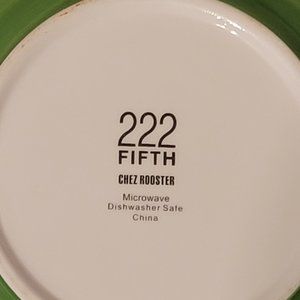 222
FIFTH
CHEZ ROOSTER
Microwave
Dishwasher Safe
China